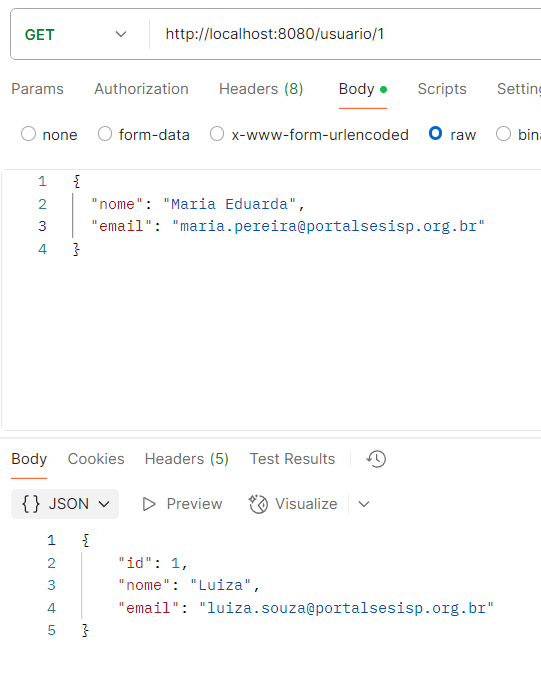 GET http://localhost:8080/usuario/1
Params Authorization Headers (8) Body Scripts Setting
none form-data x-www-form-urlencoded raw bin
1 {
2 "nome": "Maria Eduarda",
3 "email": "maria.pereira@portalsesisp.org.br"
4 }
Body Cookies Headers (5) Test Results
{} JSON Preview Visualize
1 {
2 "id": 1,
3 "nome": "Luiza",
4 "email": "luiza.souza@portalsesisp.org.br"
5 }